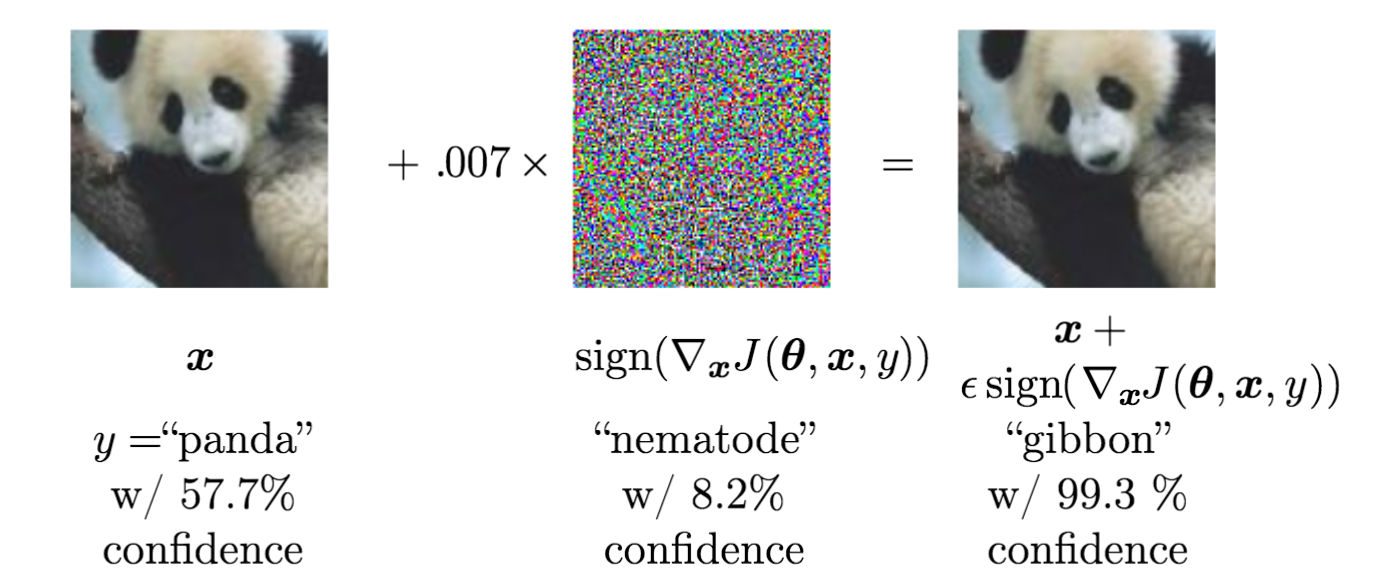 + .007 ×
=
x
sign(∇ₓJ(θ, x, y))
x +
ϵ sign(∇ₓJ(θ, x, y))
y =“panda”
w/ 57.7%
confidence
“nematode”
w/ 8.2%
confidence
“gibbon”
w/ 99.3 %
confidence